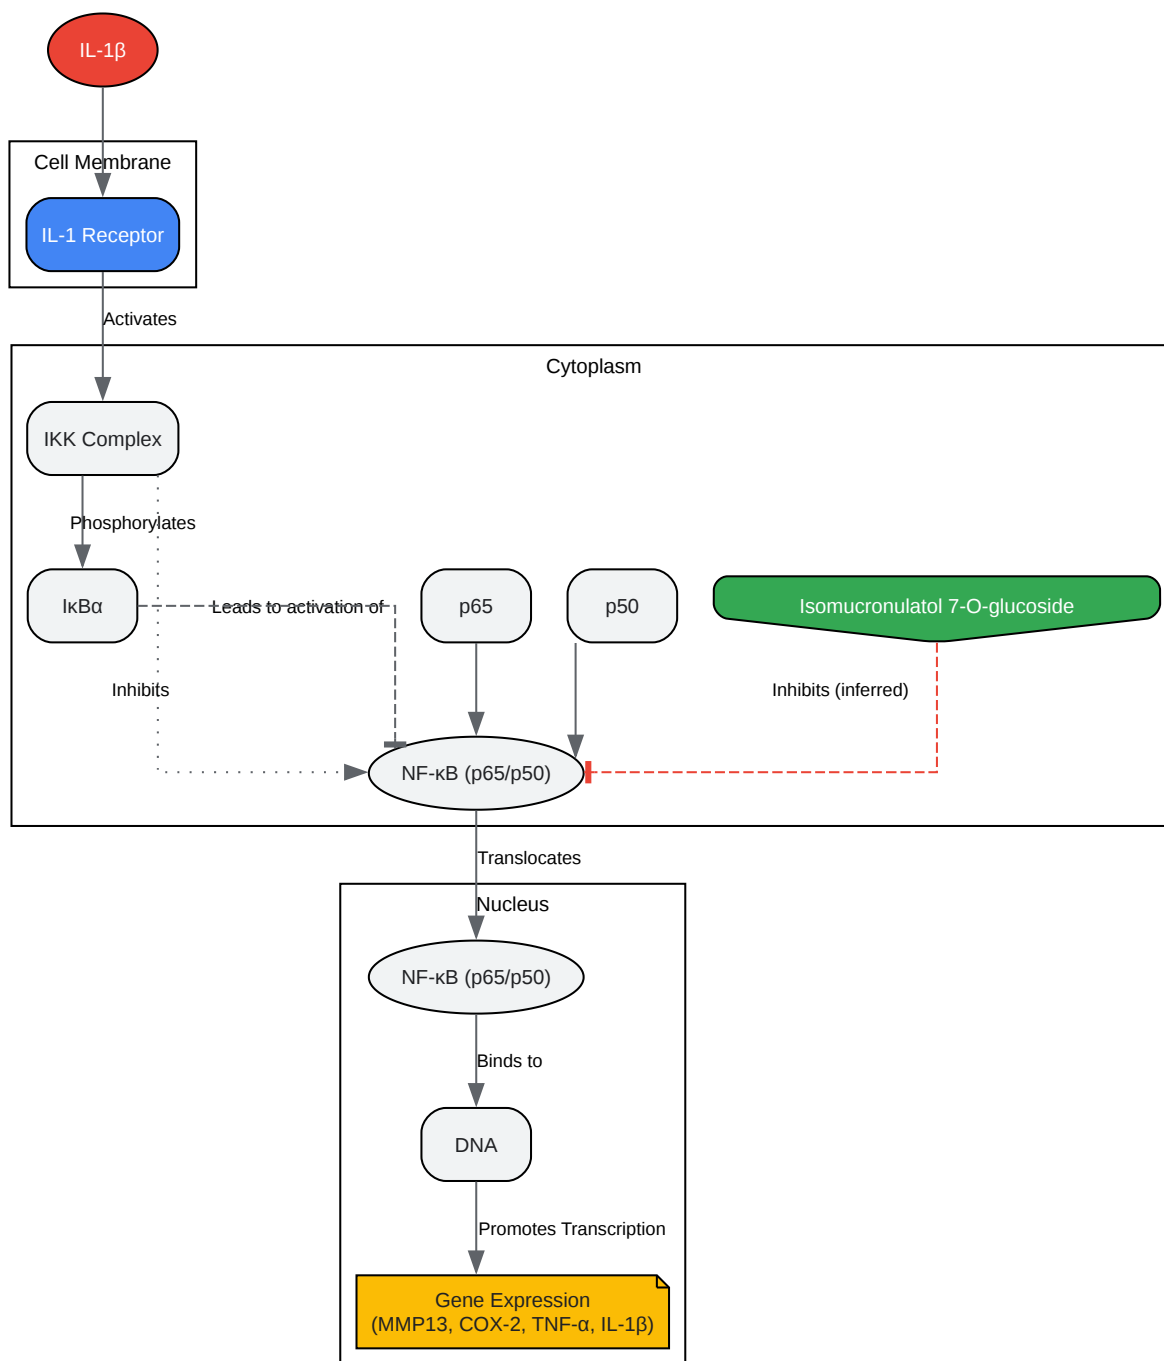 IL-1β
Cell Membrane
IL-1 Receptor
Activates
Cytoplasm
IKK Complex
Phosphorylates
IκBα
Leads to activation of
p65
p50
Isomucronulatol 7-O-glucoside
Inhibits
Inhibits (inferred)
NF-κB (p65/p50)
Translocates
Nucleus
NF-κB (p65/p50)
Binds to
DNA
Promotes Transcription
Gene Expression
(MMP13, COX-2, TNF-α, IL-1β)